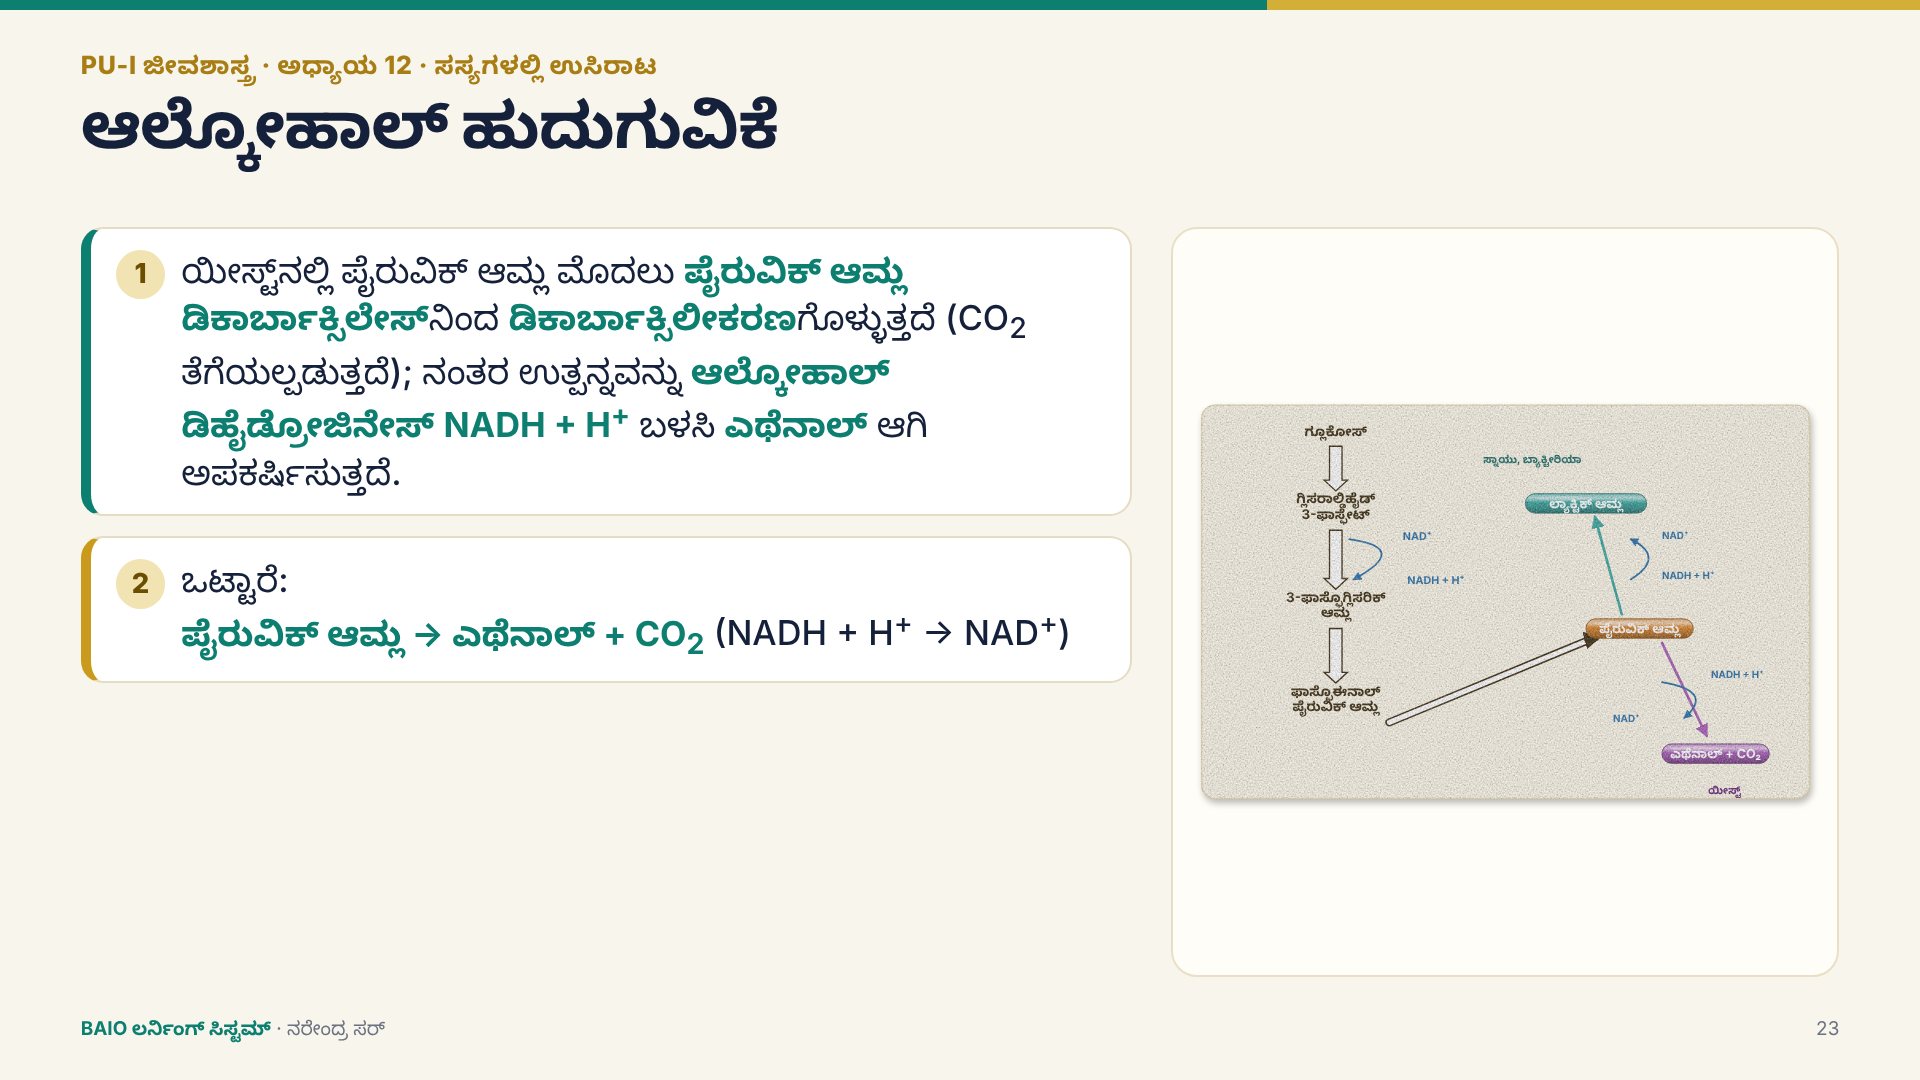 PU-I ಜೀವಶಾಸ್ತ್ರ · ಅಧ್ಯಾಯ 12 · ಸಸ್ಯಗಳಲ್ಲಿ ಉಸಿರಾಟ
ಆಲ್ಕೋಹಾಲ್ ಹುದುಗುವಿಕೆ
1
ಯೀಸ್ಟ್‌ನಲ್ಲಿ ಪೈರುವಿಕ್ ಆಮ್ಲ ಮೊದಲು ಪೈರುವಿಕ್ ಆಮ್ಲ
ಡಿಕಾರ್ಬಾಕ್ಸಿಲೇಸ್‌ನಿಂದ ಡಿಕಾರ್ಬಾಕ್ಸಿಲೀಕರಣಗೊಳ್ಳುತ್ತದೆ (CO₂
ತೆಗೆಯಲ್ಪಡುತ್ತದೆ); ನಂತರ ಉತ್ಪನ್ನವನ್ನು ಆಲ್ಕೋಹಾಲ್
ಡಿಹೈಡ್ರೋಜಿನೇಸ್ NADH + H⁺ ಬಳಸಿ ಎಥೆನಾಲ್ ಆಗಿ
ಅಪಕರ್ಷಿಸುತ್ತದೆ.
2
ಒಟ್ಟಾರೆ:
ಪೈರುವಿಕ್ ಆಮ್ಲ → ಎಥೆನಾಲ್ + CO₂ (NADH + H⁺ → NAD⁺)
ಗ್ಲೂಕೋಸ್
ಗ್ಲಿಸರಾಲ್ಡಿಹೈಡ್
3-ಫಾಸ್ಫೇಟ್
NAD⁺
NADH + H⁺
3-ಫಾಸ್ಫೊಗ್ಲಿಸರಿಕ್
ಆಮ್ಲ
ಫಾಸ್ಫೊಈನಾಲ್
ಪೈರುವಿಕ್ ಆಮ್ಲ
ಸ್ನಾಯು, ಬ್ಯಾಕ್ಟೀರಿಯಾ
ಲ್ಯಾಕ್ಟಿಕ್ ಆಮ್ಲ
NAD⁺
NADH + H⁺
ಪೈರುವಿಕ್ ಆಮ್ಲ
NADH + H⁺
NAD⁺
ಎಥೆನಾಲ್ + CO₂
ಯೀಸ್ಟ್
BAIO ಲರ್ನಿಂಗ್ ಸಿಸ್ಟಮ್ · ನರೇಂದ್ರ ಸರ್
23